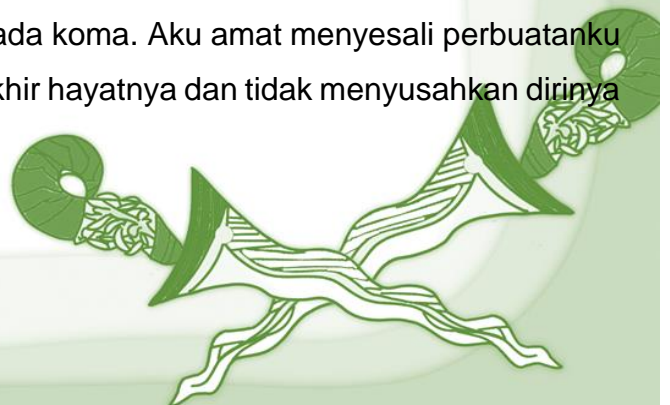 ada koma. Aku amat menyesali perbuatanku
khir hayatnya dan tidak menyusahkan dirinya